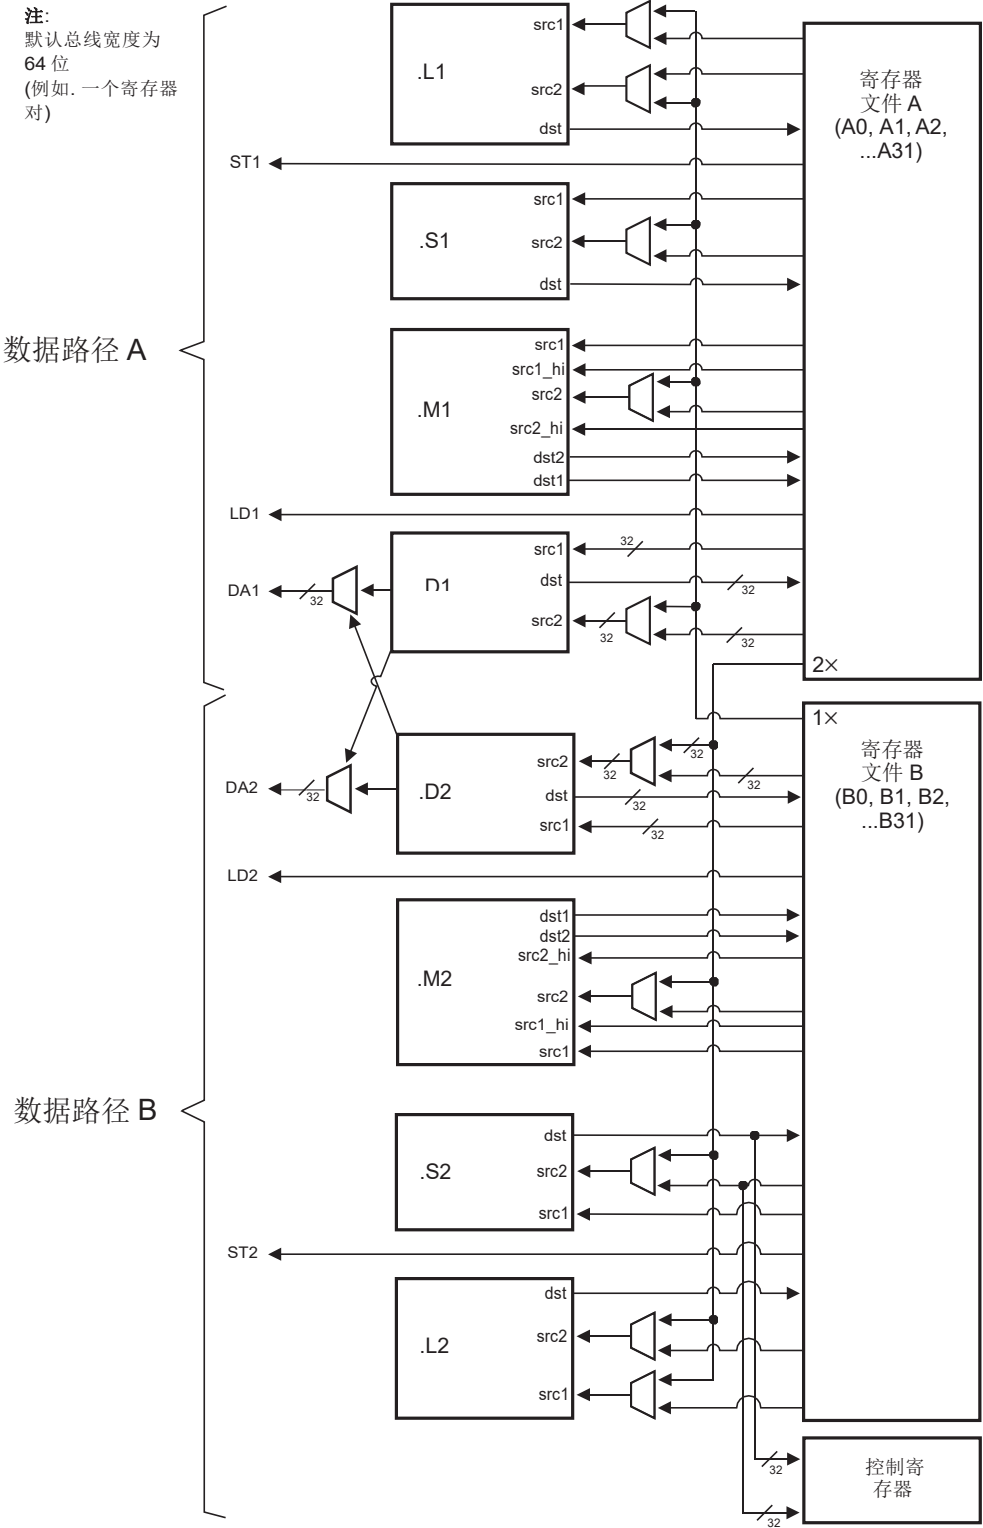 注:
默认总线宽度为
64 位
(例如. 一个寄存器
对)
src1
.L1
src2
dst
寄存器
文件 A
(A0, A1, A2,
...A31)
ST1
src1
.S1
src2
dst
数据路径 A
src1
src1_hi
src2
.M1
src2_hi
dst2
dst1
LD1
src1
32
D1
dst
32
DA1
32
src2
32
32
2×
1×
寄存器
文件 B
(B0, B1, B2,
...B31)
src2
32
32
32
DA2
32
.D2
dst
32
src1
32
LD2
dst1
dst2
src2_hi
.M2
src2
src1_hi
src1
数据路径 B
dst
.S2
src2
src1
ST2
dst
.L2
src2
src1
32
控制寄
存器
32